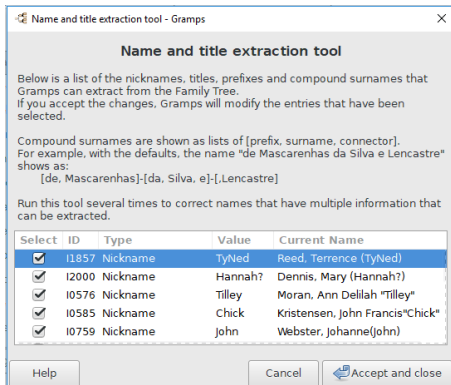 Name and title extraction tool - Gramps
Name and title extraction tool
Below is a list of the nicknames, titles, prefixes and compound surnames that
Gramps can extract from the Family Tree.
If you accept the changes, Gramps will modify the entries that have been
selected.
Compound surnames are shown as lists of [prefix, surname, connector].
For example, with the defaults, the name "de Mascarenhas da Silva e Lencastre"
shows as:
[de, Mascarenhas]-[da, Silva, e]-[,Lencastre]
Run this tool several times to correct names that have multiple information that
can be extracted.
Select ID Type Value Current Name
I1857 Nickname TyNed Reed, Terrence (TyNed)
I2000 Nickname Hannah? Dennis, Mary (Hannah?)
I0576 Nickname Tilley Moran, Ann Delilah "Tilley"
I0585 Nickname Chick Kristensen, John Francis"Chick"
I0759 Nickname John Webster, Johanne(John)
Help Cancel Accept and close